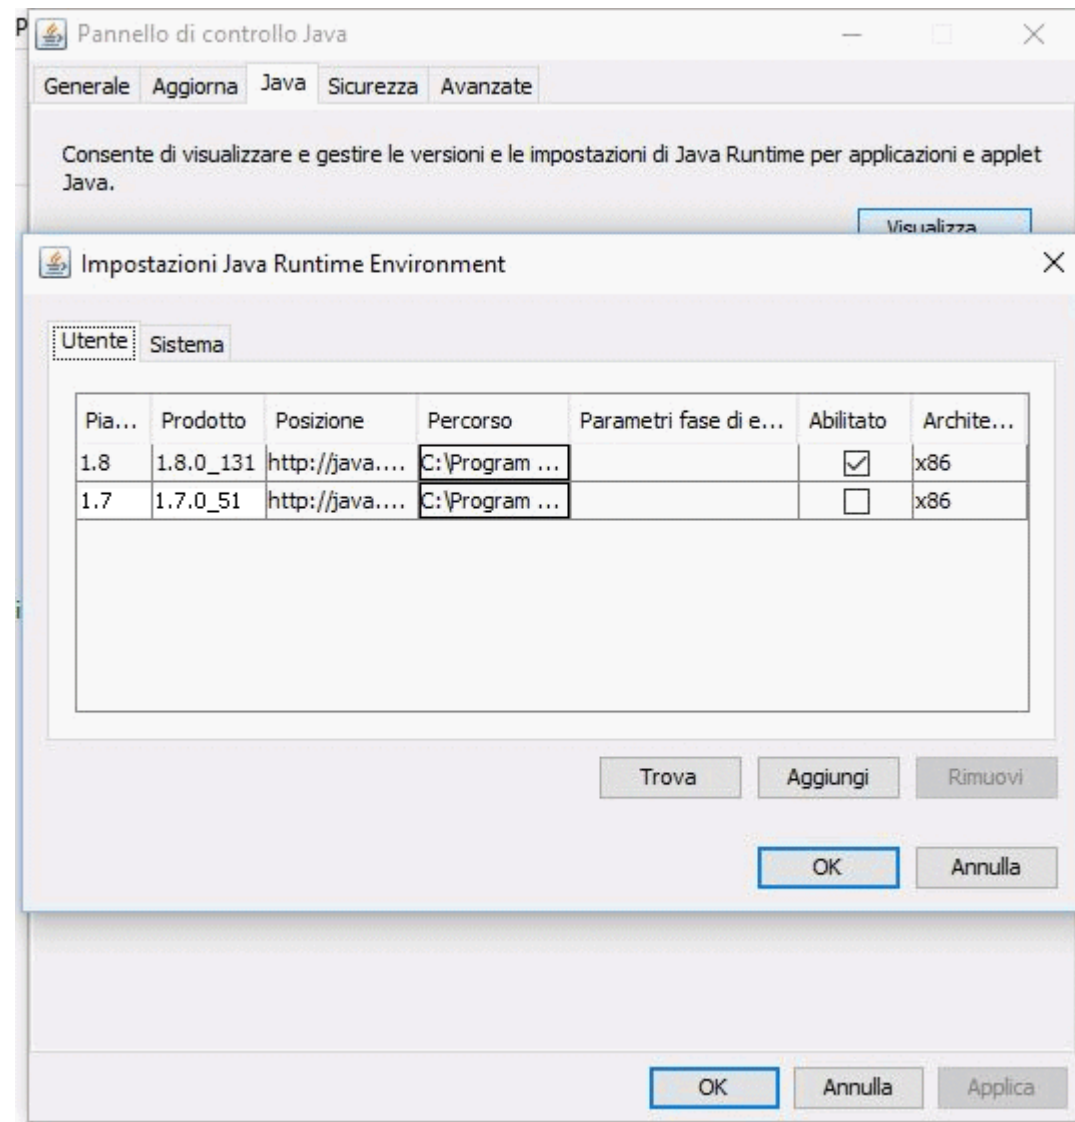 P
Pannello di controllo Java
Generale Aggiorna Java Sicurezza Avanzate
Consente di visualizzare e gestire le versioni e le impostazioni di Java Runtime per applicazioni e applet
Java.
Visualizza...
Impostazioni Java Runtime Environment
Utente Sistema
Pia... Prodotto Posizione Percorso Parametri fase di e... Abilitato Archite...
1.8 1.8.0_131 http://java.... C:\Program ... x86
1.7 1.7.0_51 http://java.... C:\Program ... x86
i
Trova Aggiungi Rimuovi
OK Annulla
OK Annulla Applica